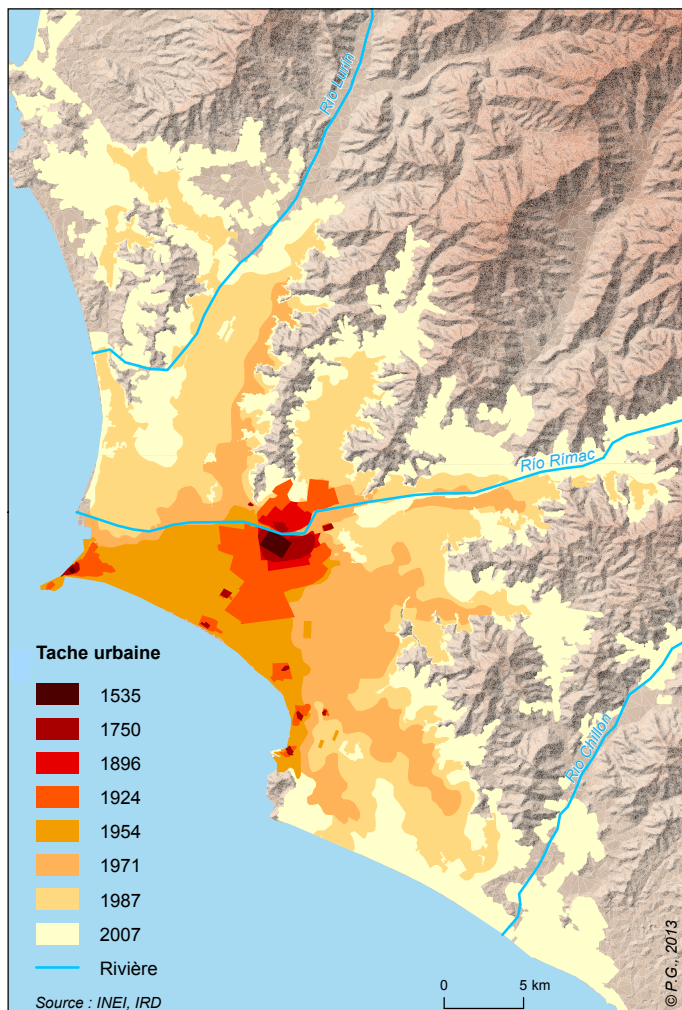 Río Lurín
Río Rímac
Río Chillón
Tache urbaine
1535
1750
1896
1924
1954
1971
1987
2007
Rivière
Source : INEI, IRD
0 5 km
© P.G., 2013